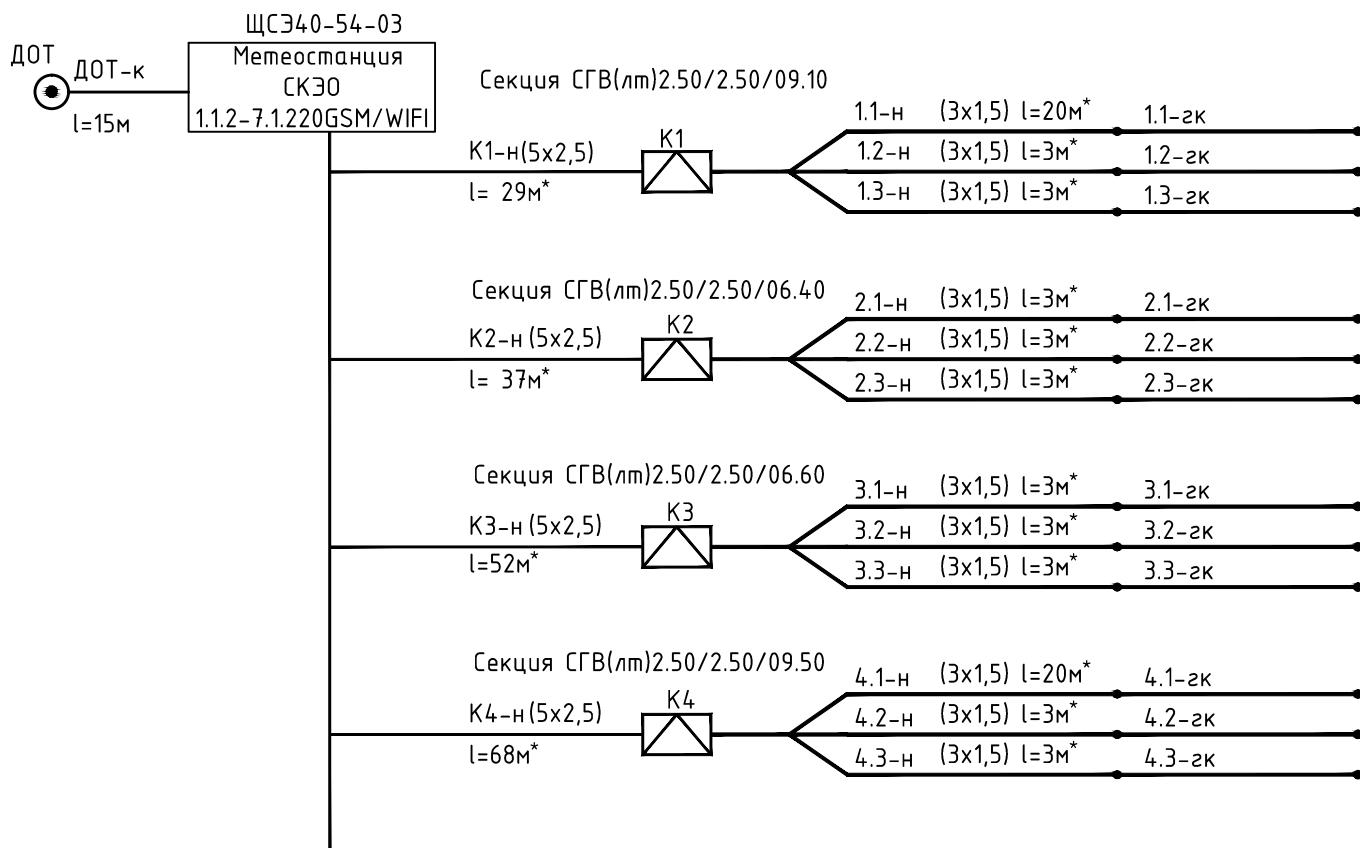 ЩСЭ40-54-03
Метеостанция
СКЭО
1.1.2-7.1.220GSM/WIFI
ДОТ
ДОТ-к
l=15м
Секция СГВ(лт)2.50/2.50/09.10
К1-н(5х2,5)
l= 29м*
К1
1.1-н (3х1,5) l=20м* 1.1-гк
1.2-н (3х1,5) l=3м* 1.2-гк
1.3-н (3х1,5) l=3м* 1.3-гк
Секция СГВ(лт)2.50/2.50/06.40
К2-н(5х2,5)
l= 37м*
К2
2.1-н (3х1,5) l=3м* 2.1-гк
2.2-н (3х1,5) l=3м* 2.2-гк
2.3-н (3х1,5) l=3м* 2.3-гк
Секция СГВ(лт)2.50/2.50/06.60
К3-н(5х2,5)
l=52м*
К3
3.1-н (3х1,5) l=3м* 3.1-гк
3.2-н (3х1,5) l=3м* 3.2-гк
3.3-н (3х1,5) l=3м* 3.3-гк
Секция СГВ(лт)2.50/2.50/09.50
К4-н(5х2,5)
l=68м*
К4
4.1-н (3х1,5) l=20м* 4.1-гк
4.2-н (3х1,5) l=3м* 4.2-гк
4.3-н (3х1,5) l=3м* 4.3-гк